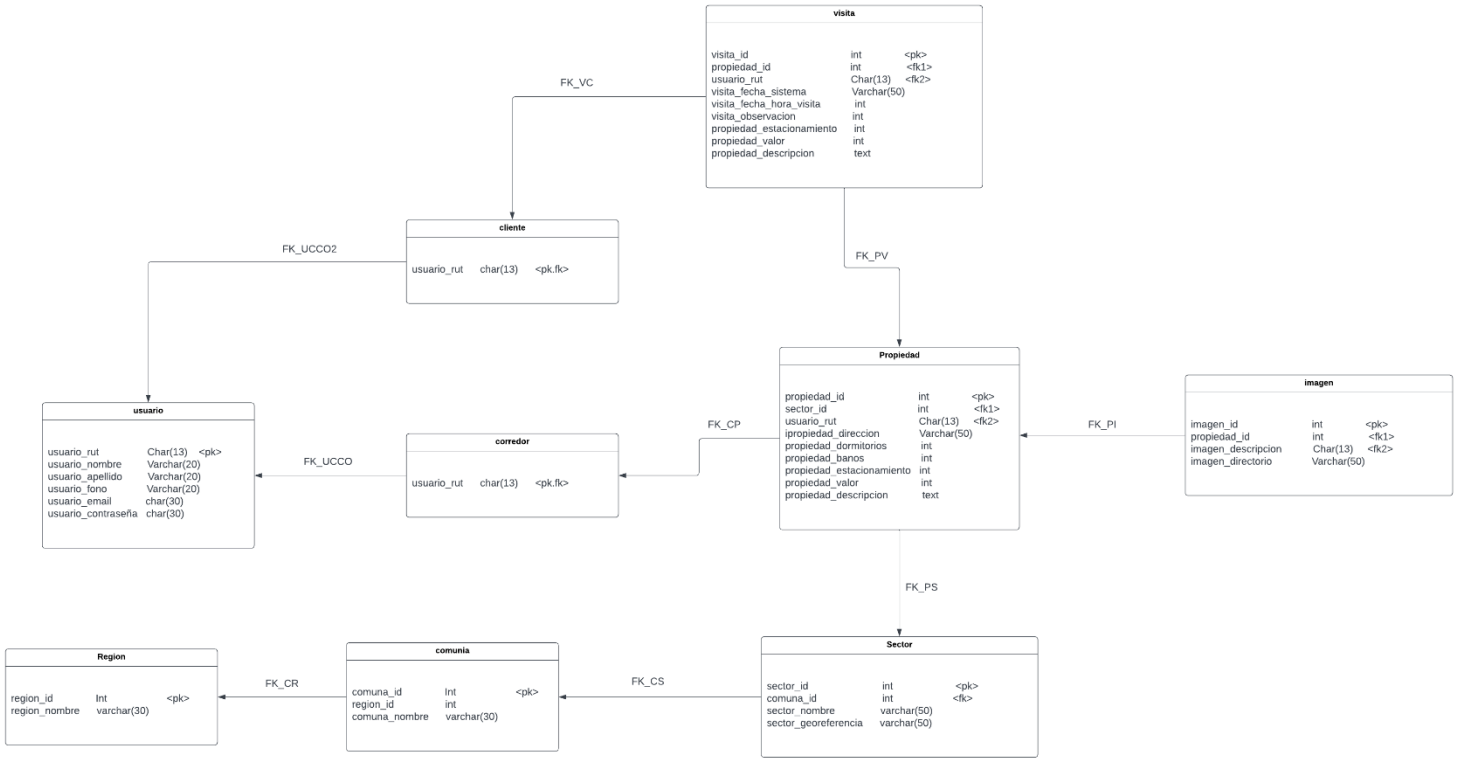 visita
visita_id int <pk>
propiedad_id int <fk1>
usuario_rut Char(13) <fk2>
visita_fecha_sistema Varchar(50)
visita_fecha_hora_visita int
visita_observacion int
propiedad_estacionamiento int
propiedad_valor int
propiedad_descripcion text
FK_VC
cliente
usuario_rut char(13) <pk.fk>
FK_UCCO2
FK_PV
usuario
usuario_rut Char(13) <pk>
usuario_nombre Varchar(20)
usuario_apellido Varchar(20)
usuario_fono Varchar(20)
usuario_email char(30)
usuario_contraseña char(30)
FK_UCCO
corredor
usuario_rut char(13) <pk.fk>
FK_CP
Propiedad
propiedad_id int <pk>
sector_id int <fk1>
usuario_rut Char(13) <fk2>
ipropiedad_direccion Varchar(50)
propiedad_dormitorios int
propiedad_banos int
propiedad_estacionamiento int
propiedad_valor int
propiedad_descripcion text
FK_PI
imagen
imagen_id int <pk>
propiedad_id int <fk1>
imagen_descripcion Char(13) <fk2>
imagen_directorio Varchar(50)
FK_PS
Region
region_id Int <pk>
region_nombre varchar(30)
FK_CR
comunia
comuna_id Int <pk>
region_id int
comuna_nombre varchar(30)
FK_CS
Sector
sector_id int <pk>
comuna_id int <fk>
sector_nombre varchar(50)
sector_georeferencia varchar(50)